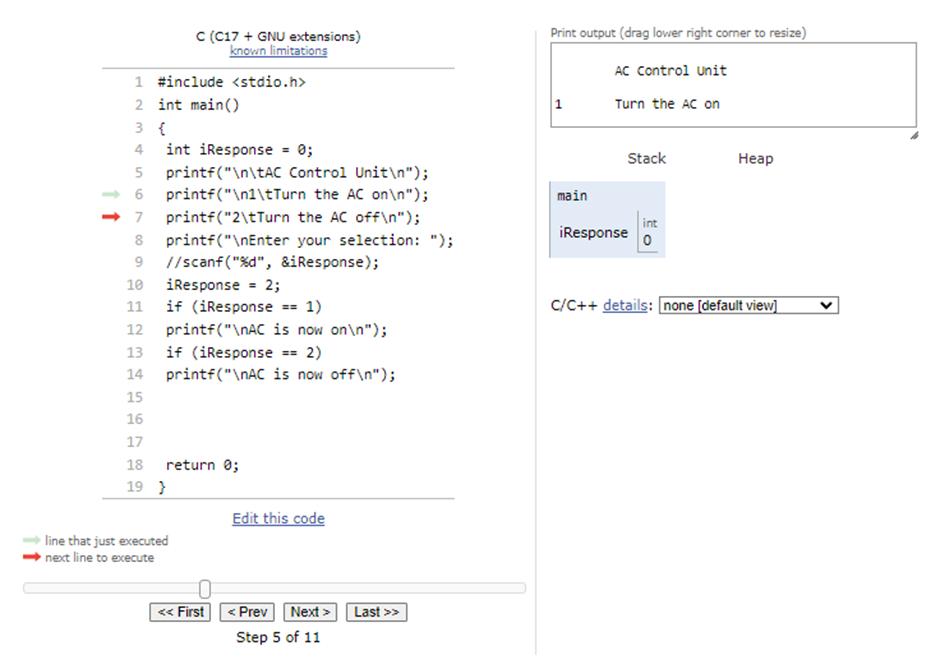 C (C17 + GNU extensions)
known limitations
1 #include <stdio.h>
2 int main()
3 {
4 int iResponse = 0;
5 printf("\n\tAC Control Unit\n");
6 printf("\n1\tTurn the AC on\n");
7 printf("2\tTurn the AC off\n");
8 printf("\nEnter your selection: ");
9 //scanf("%d", &iResponse);
10 iResponse = 2;
11 if (iResponse == 1)
12 printf("\nAC is now on\n");
13 if (iResponse == 2)
14 printf("\nAC is now off\n");
15
16
17
18 return 0;
19 }
Edit this code
line that just executed
next line to execute
<< First < Prev Next > Last >>
Step 5 of 11
Print output (drag lower right corner to resize)
AC Control Unit
1 Turn the AC on
Stack Heap
main
iResponse int
0
C/C++ details: none [default view]